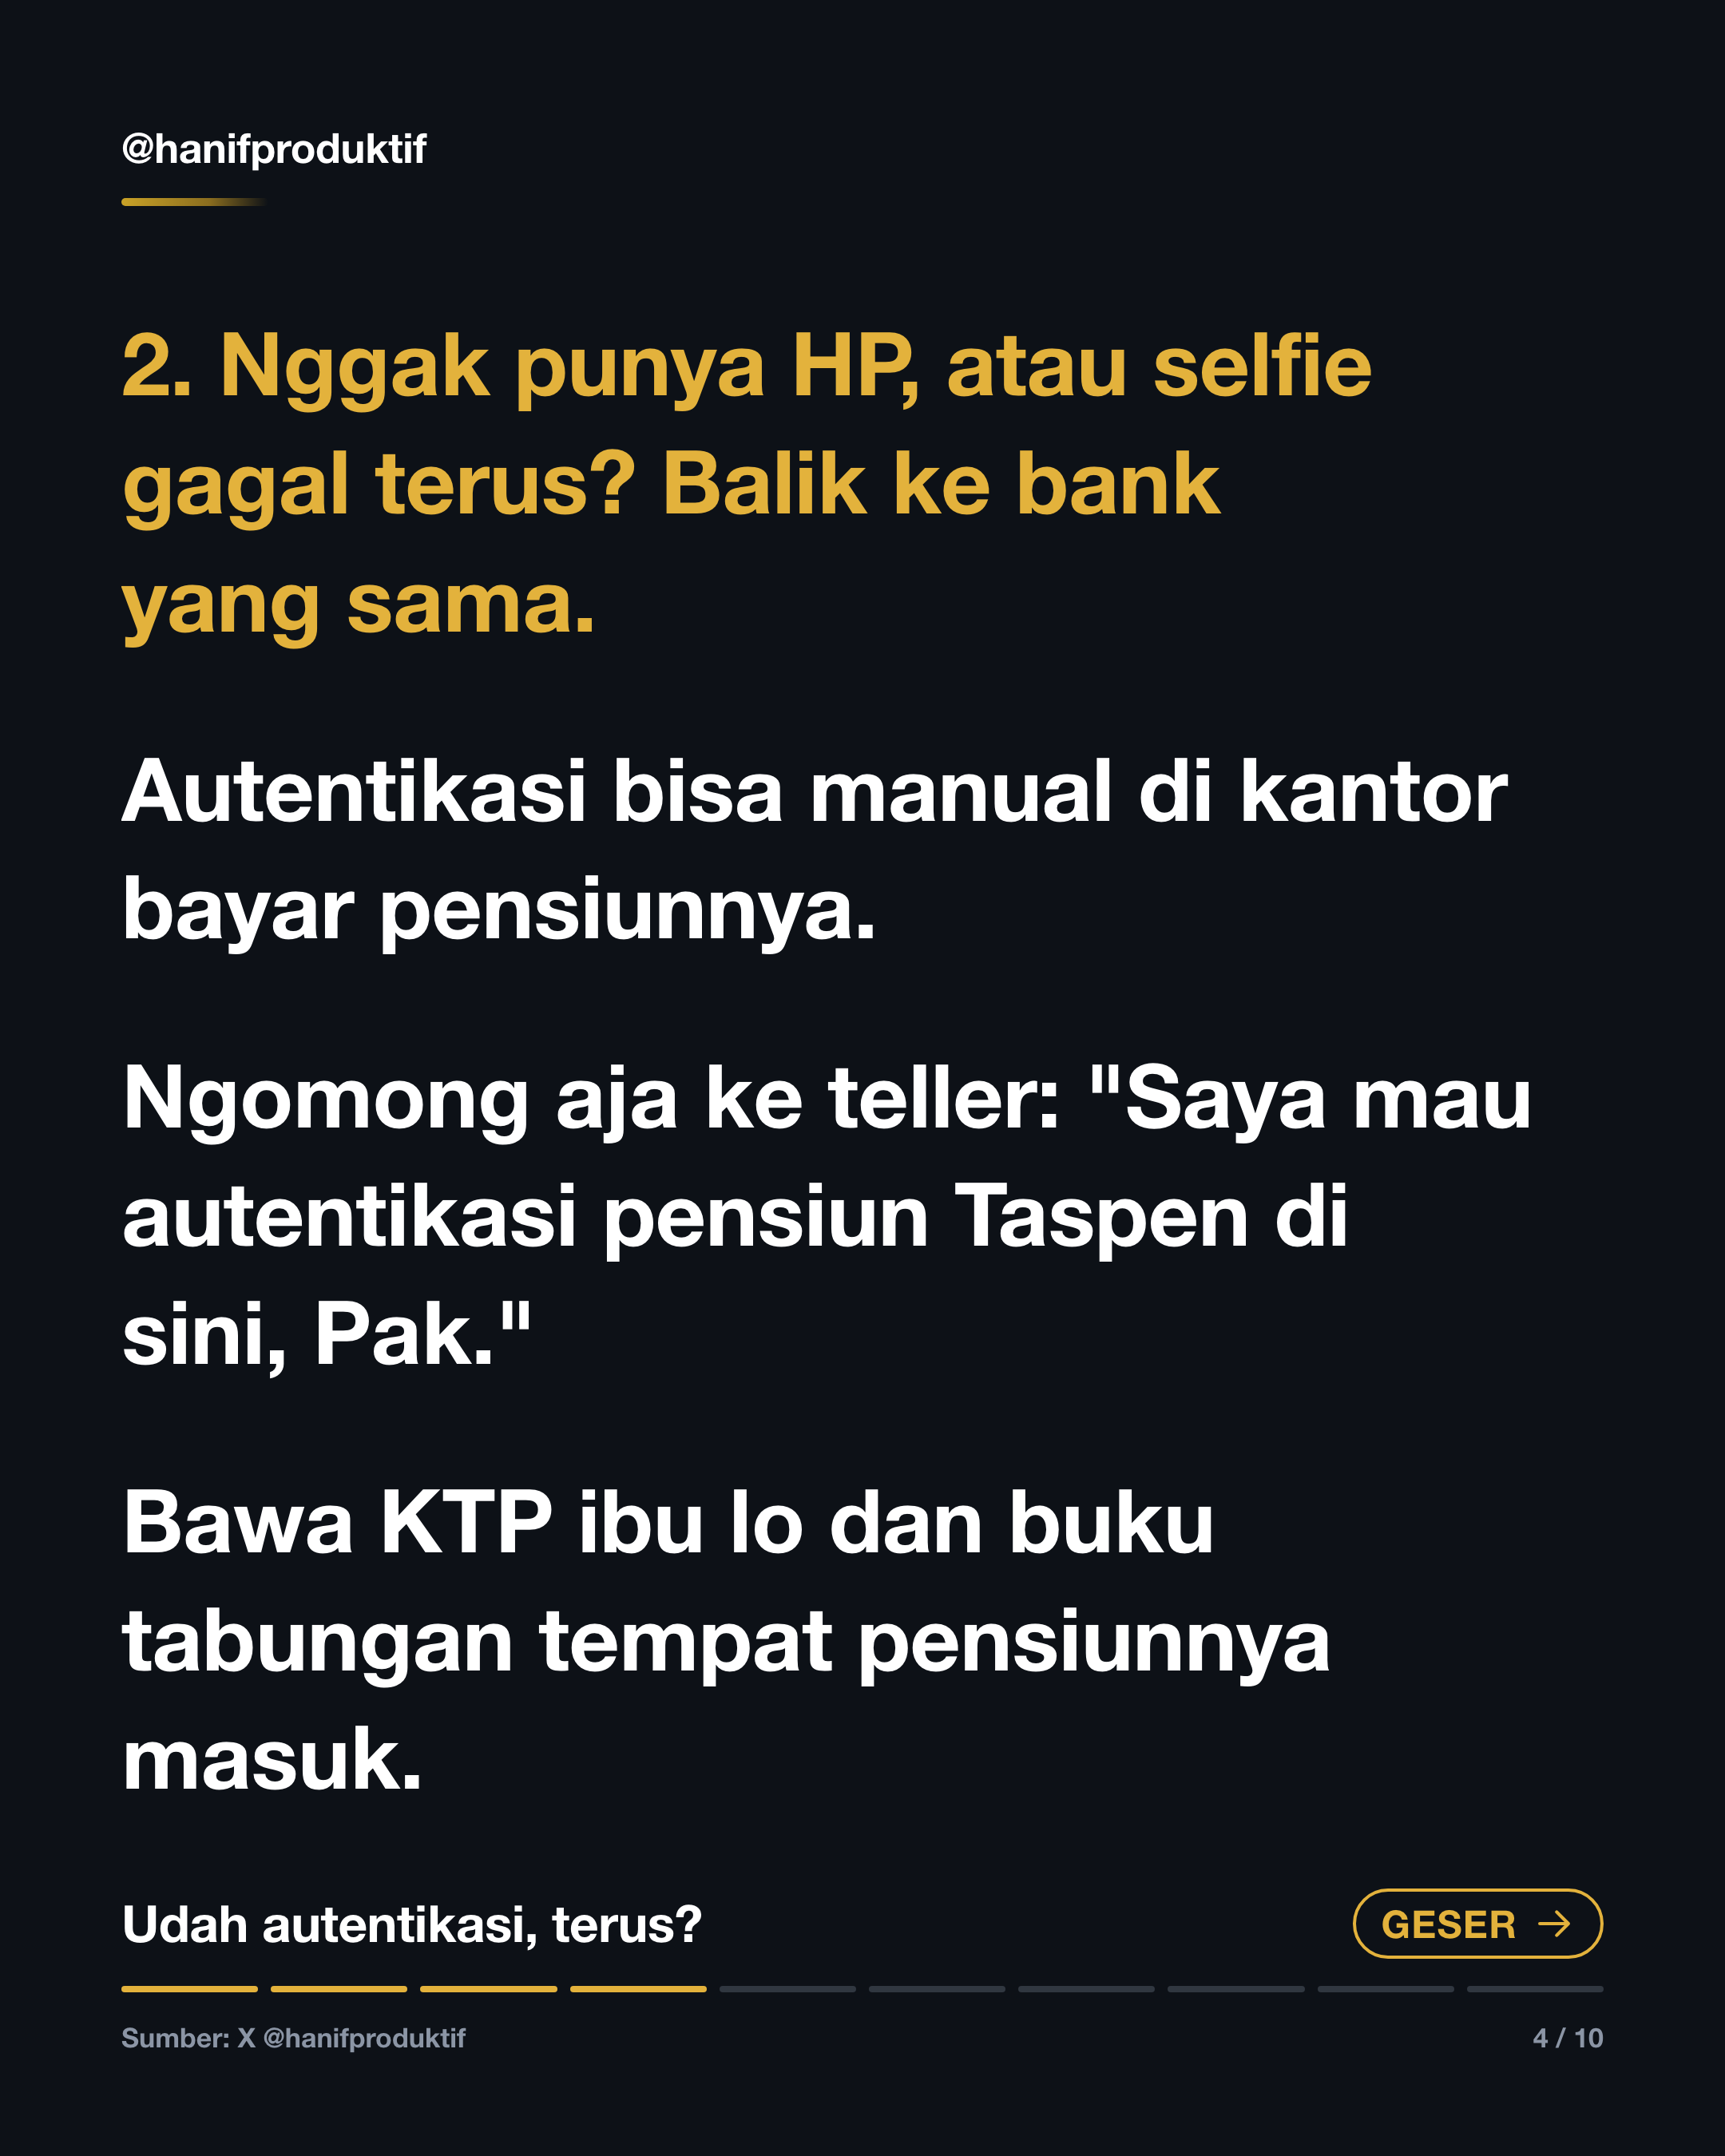 @hanifproduktif
2. Nggak punya HP, atau selfie
gagal terus? Balik ke bank
yang sama.
Autentikasi bisa manual di kantor
bayar pensiunnya.
Ngomong aja ke teller: "Saya mau
autentikasi pensiun Taspen di
sini, Pak."
Bawa KTP ibu lo dan buku
tabungan tempat pensiunnya
masuk.
Udah autentikasi, terus?
GESER →
Sumber: X @hanifproduktif
4 / 10